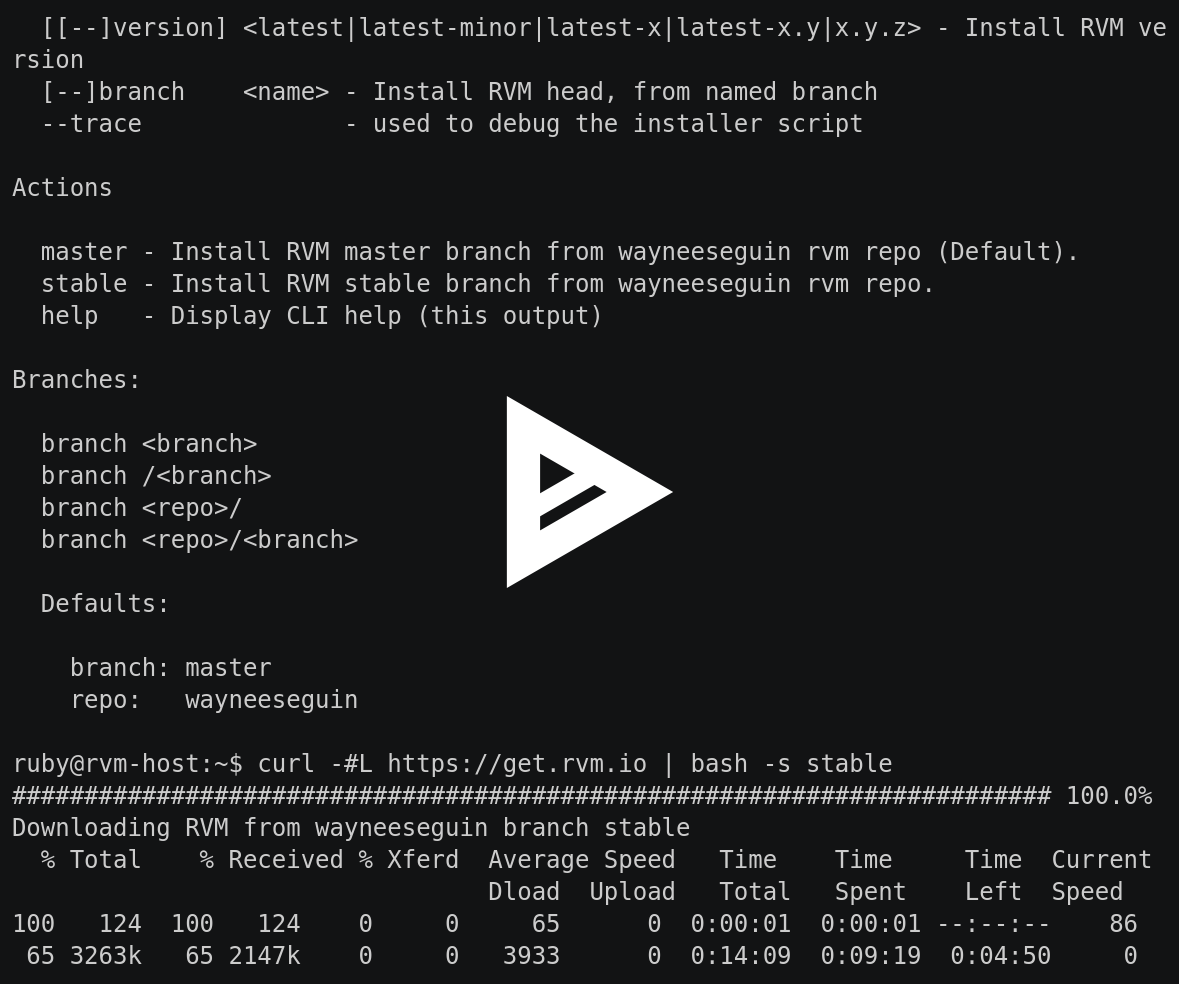 [[--]version] <latest|latest-minor|latest-x|latest-x.y|x.y.z> - Install RVM ve
rsion
  [--]branch    <name> - Install RVM head, from named branch
  --trace              - used to debug the installer script

Actions

  master - Install RVM master branch from wayneeseguin rvm repo (Default).
  stable - Install RVM stable branch from wayneeseguin rvm repo.
  help   - Display CLI help (this output)

Branches:

  branch <branch>
  branch /<branch>
  branch <repo>/
  branch <repo>/<branch>

  Defaults:

    branch: master
    repo:   wayneeseguin

ruby@rvm-host:~$ curl -#L https://get.rvm.io | bash -s stable
######################################################################## 100.0%
Downloading RVM from wayneeseguin branch stable
  % Total    % Received % Xferd  Average Speed   Time    Time     Time  Current
                                 Dload  Upload   Total   Spent    Left  Speed
100   124  100   124    0     0     65      0  0:00:01  0:00:01 --:--:--    86
 65 3263k   65 2147k    0     0   3933      0  0:14:09  0:09:19  0:04:50     0